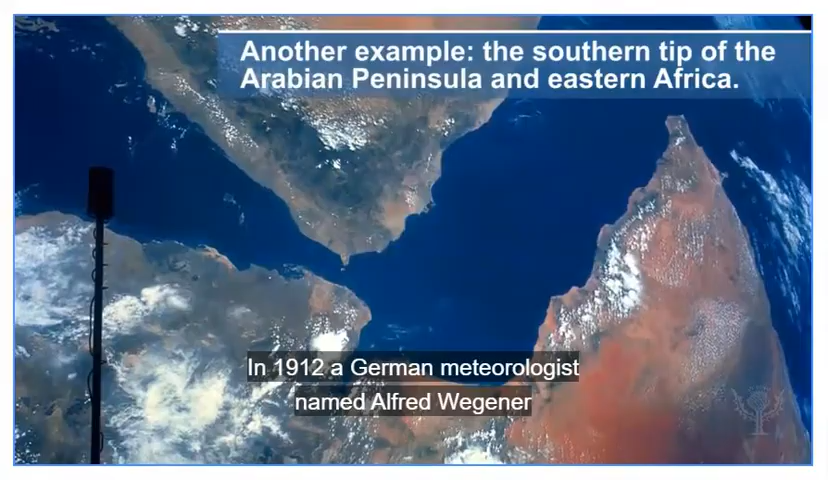 Another example: the southern tip of the
Arabian Peninsula and eastern Africa.
In 1912 a German meteorologist
named Alfred Wegener